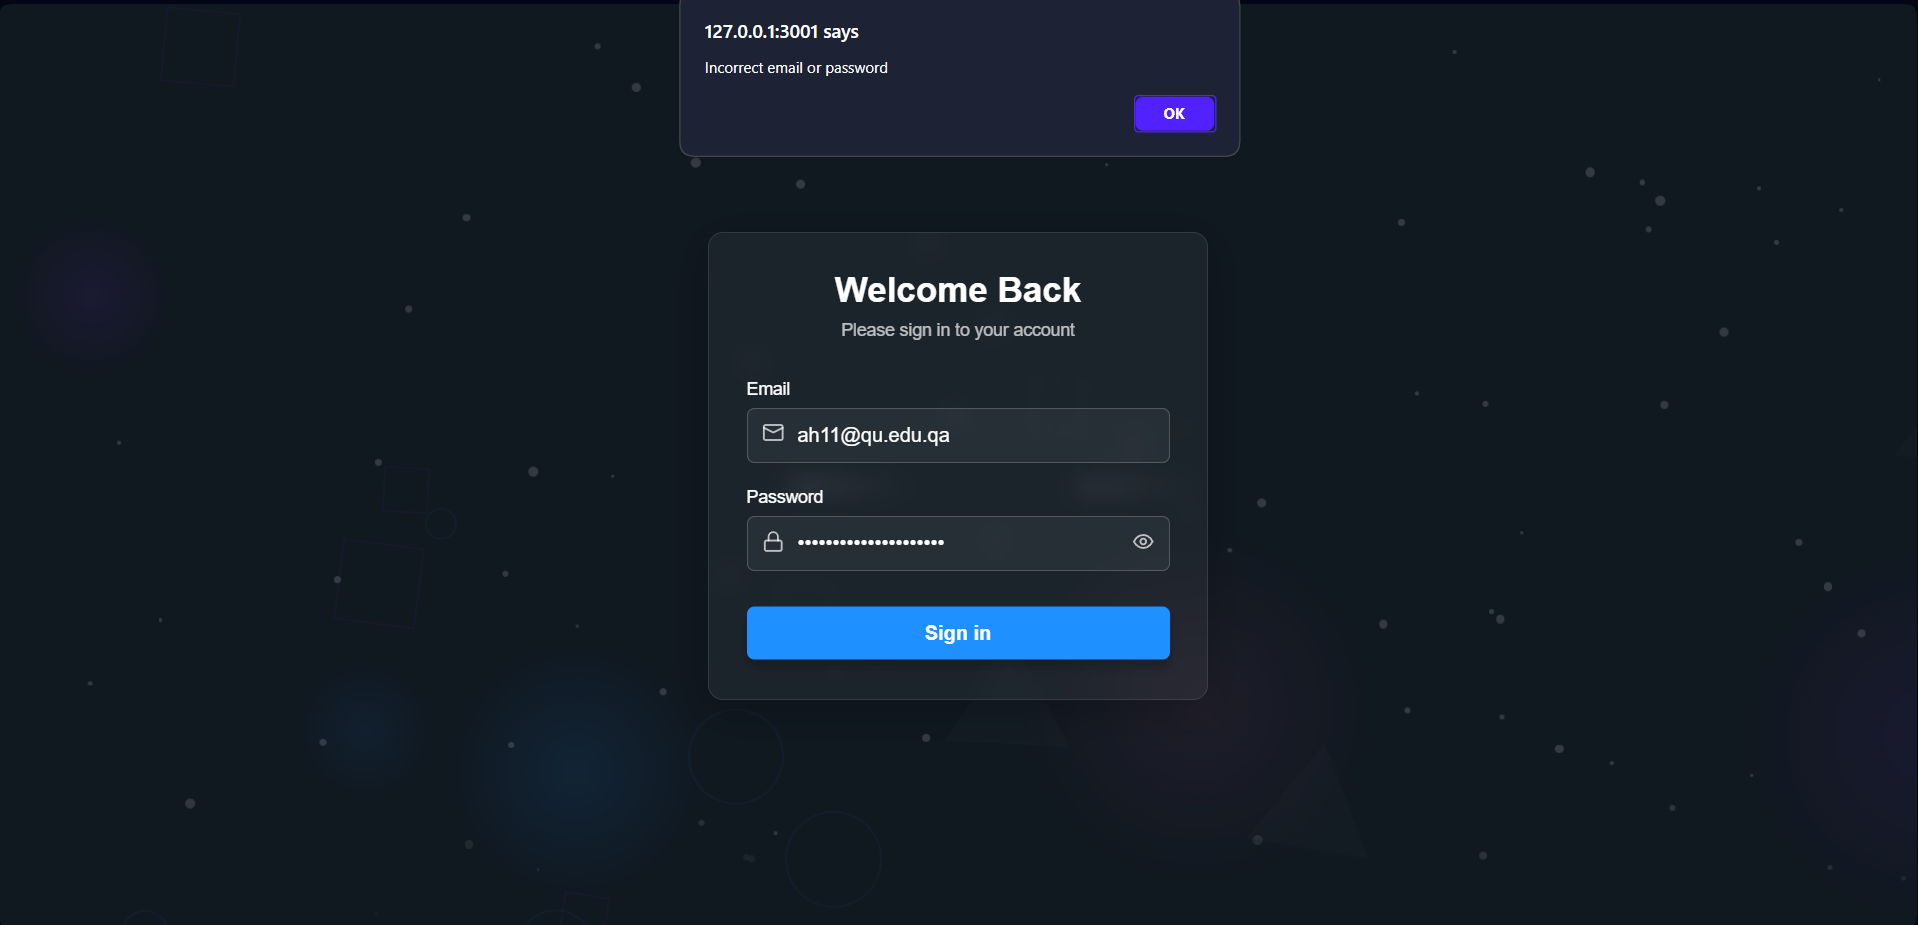 127.0.0.1:3001 says
Incorrect email or password
OK
Welcome Back
Please sign in to your account
Email
ah11@qu.edu.qa
Password
•••••••••••••••••••••
Sign in